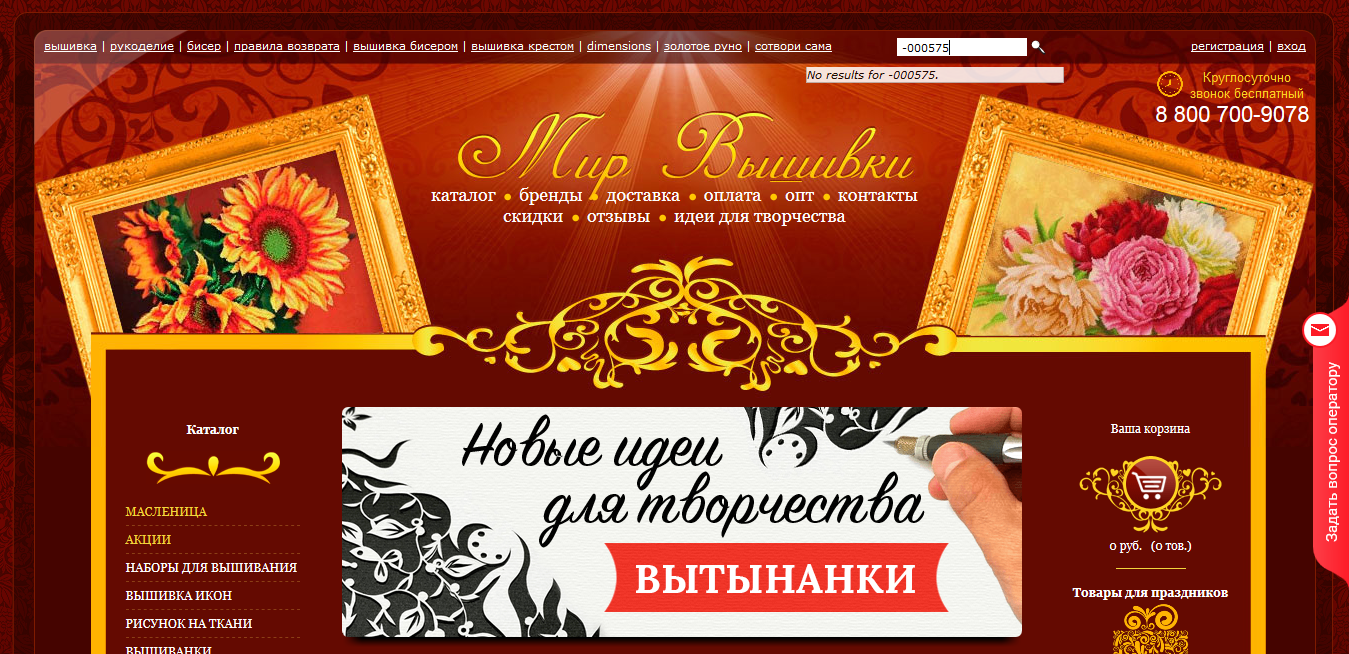 вышивка | рукоделие | бисер | правила возврата | вышивка бисером | вышивка крестом | dimensions | золотое руно | сотвори сама
-000575
регистрация | вход
No results for -000575.
Круглосуточно
звонок бесплатный
8 800 700-9078
Мир Вышивки
каталог • бренды • доставка • оплата • опт • контакты
скидки • отзывы • идеи для творчества
Задать вопрос оператору
Каталог
МАСЛЕНИЦА
АКЦИИ
НАБОРЫ ДЛЯ ВЫШИВАНИЯ
ВЫШИВКА ИКОН
РИСУНОК НА ТКАНИ
ВЫШИВАНКИ
Новые идеи
для творчества
ВЫТЫНАНКИ
Ваша корзина
0 руб. (0 тов.)
Товары для праздников